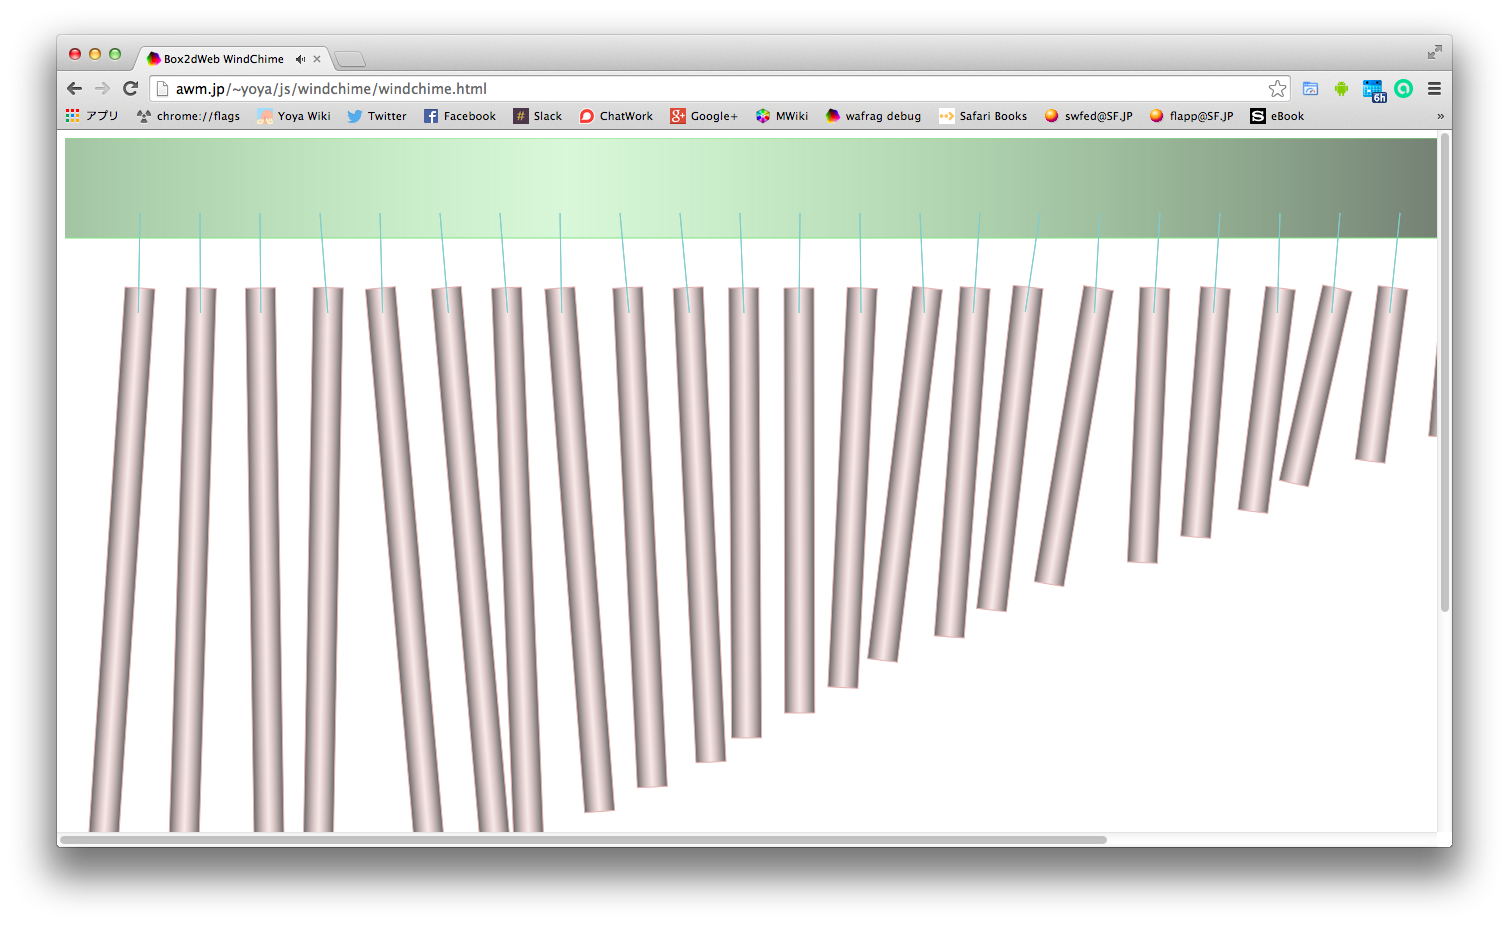 Box2dWeb WindChime
awm.jp/~yoya/js/windchime/windchime.html
6h
アプリ chrome://flags Yoya Wiki Twitter Facebook # Slack ChatWork Google+ MWiki wafrag debug Safari Books swfed@SF.JP flapp@SF.JP S eBook »